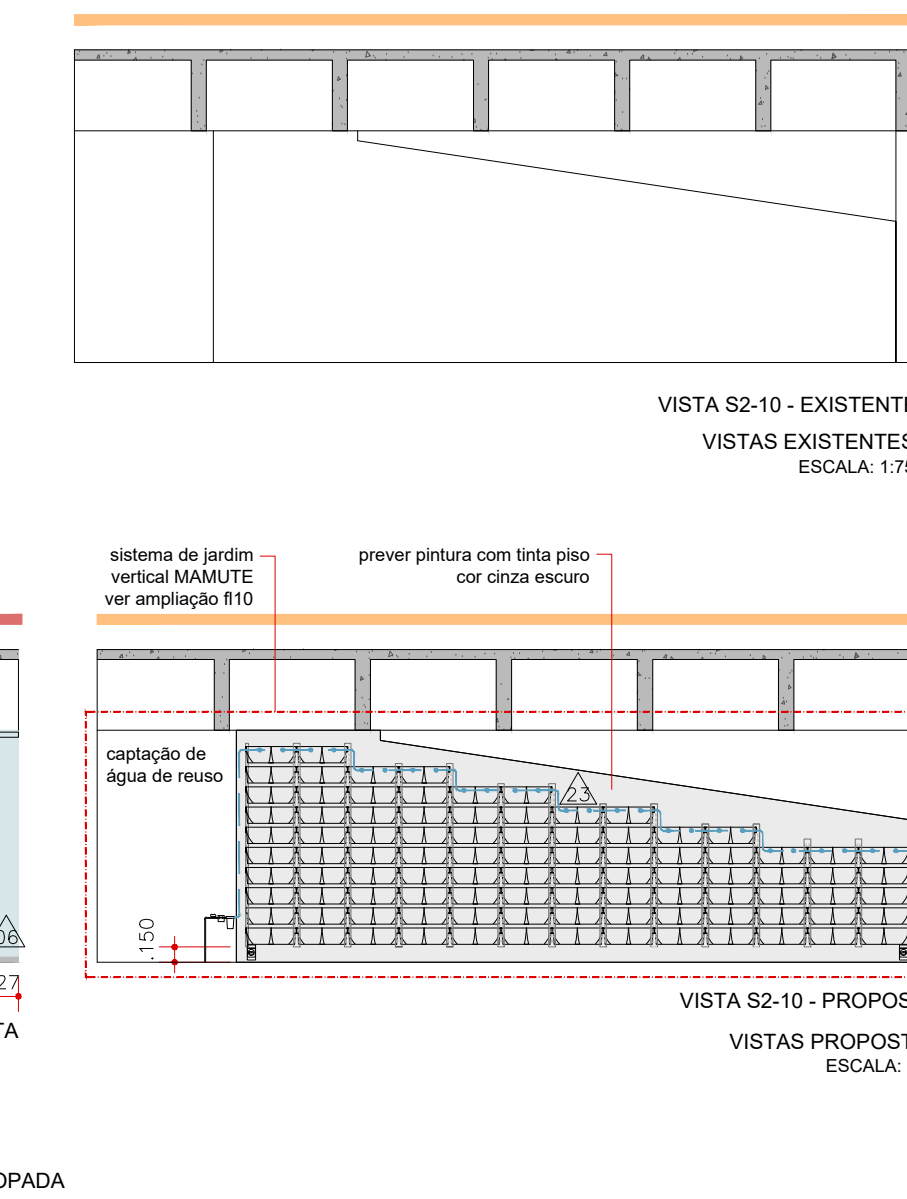 VISTA S2-10 - EXISTENTE
VISTAS EXISTENTES
ESCALA: 1:75
sistema de jardim
vertical MAMUTE
ver ampliação fl10
prever pintura com tinta piso
cor cinza escuro
captação de
água de reuso
23
.150
06
27
TA
VISTA S2-10 - PROPOS
VISTAS PROPOST
ESCALA:
OPADA